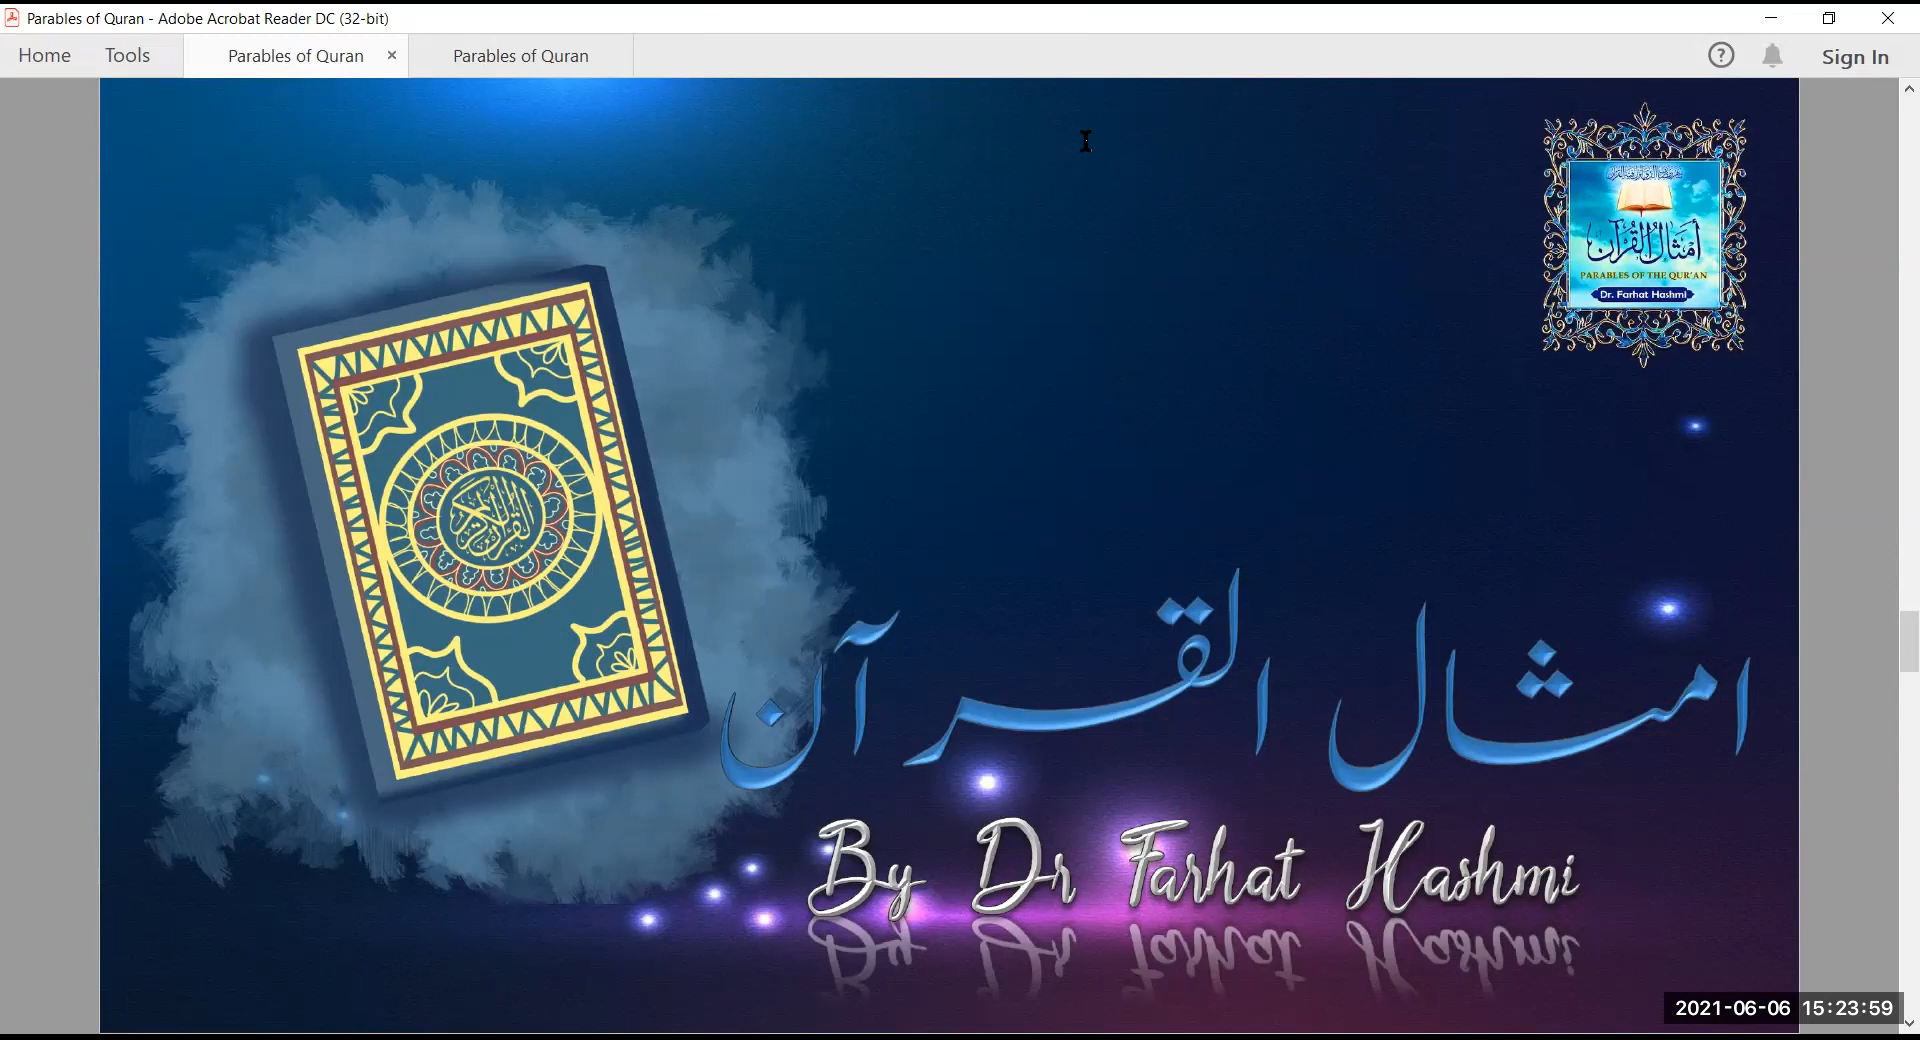 Parables of Quran - Adobe Acrobat Reader DC (32-bit)
Home Tools Parables of Quran × Parables of Quran ? Sign In
أمثال القرآن
PARABLES OF THE QUR'AN
Dr. Farhat Hashmi
القرآن الكريم
امثال القرآن
By Dr Farhat Hashmi
2021-06-06 15:23:59